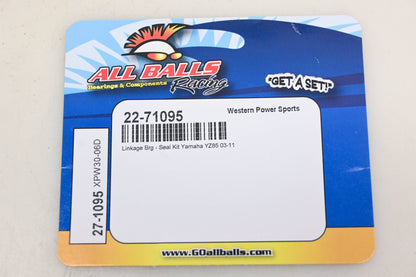 ALL BALLS
Racing
Bearings & Components
"GET A SET!"
22-71095
Western Power Sports
Linkage Brg - Seal Kit Yamaha YZ85 03-11
27-1095 XPW30-06D
www.GOallballs.com